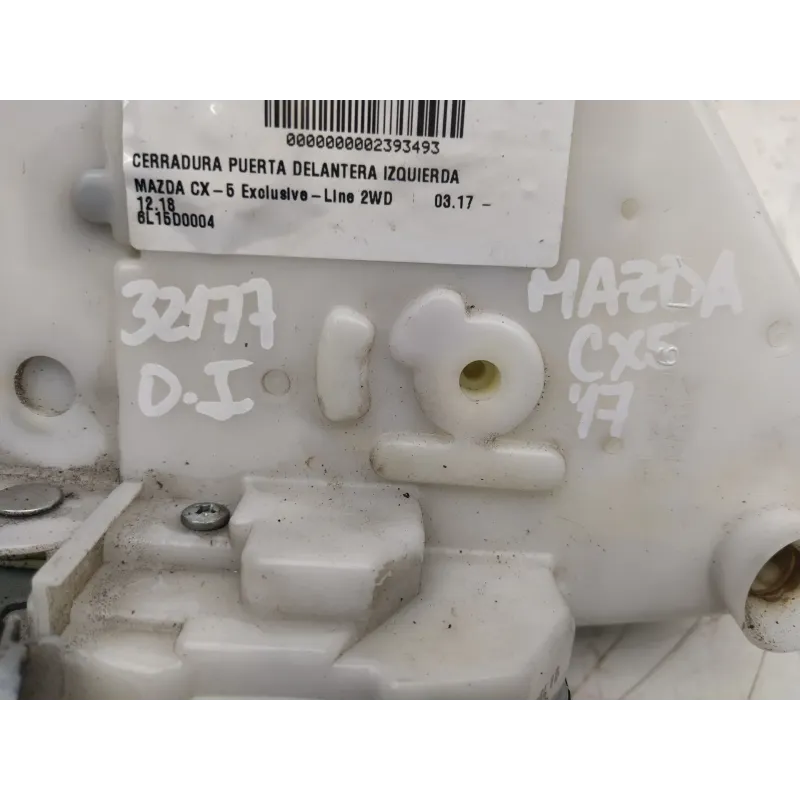 0000000002393493
CERRADURA PUERTA DELANTERA IZQUIERDA
MAZDA CX-5 Exclusive-Line 2WD 03.17 -
12.18
6L15D0004
32177
D.I
MAZDA
CX5
'17